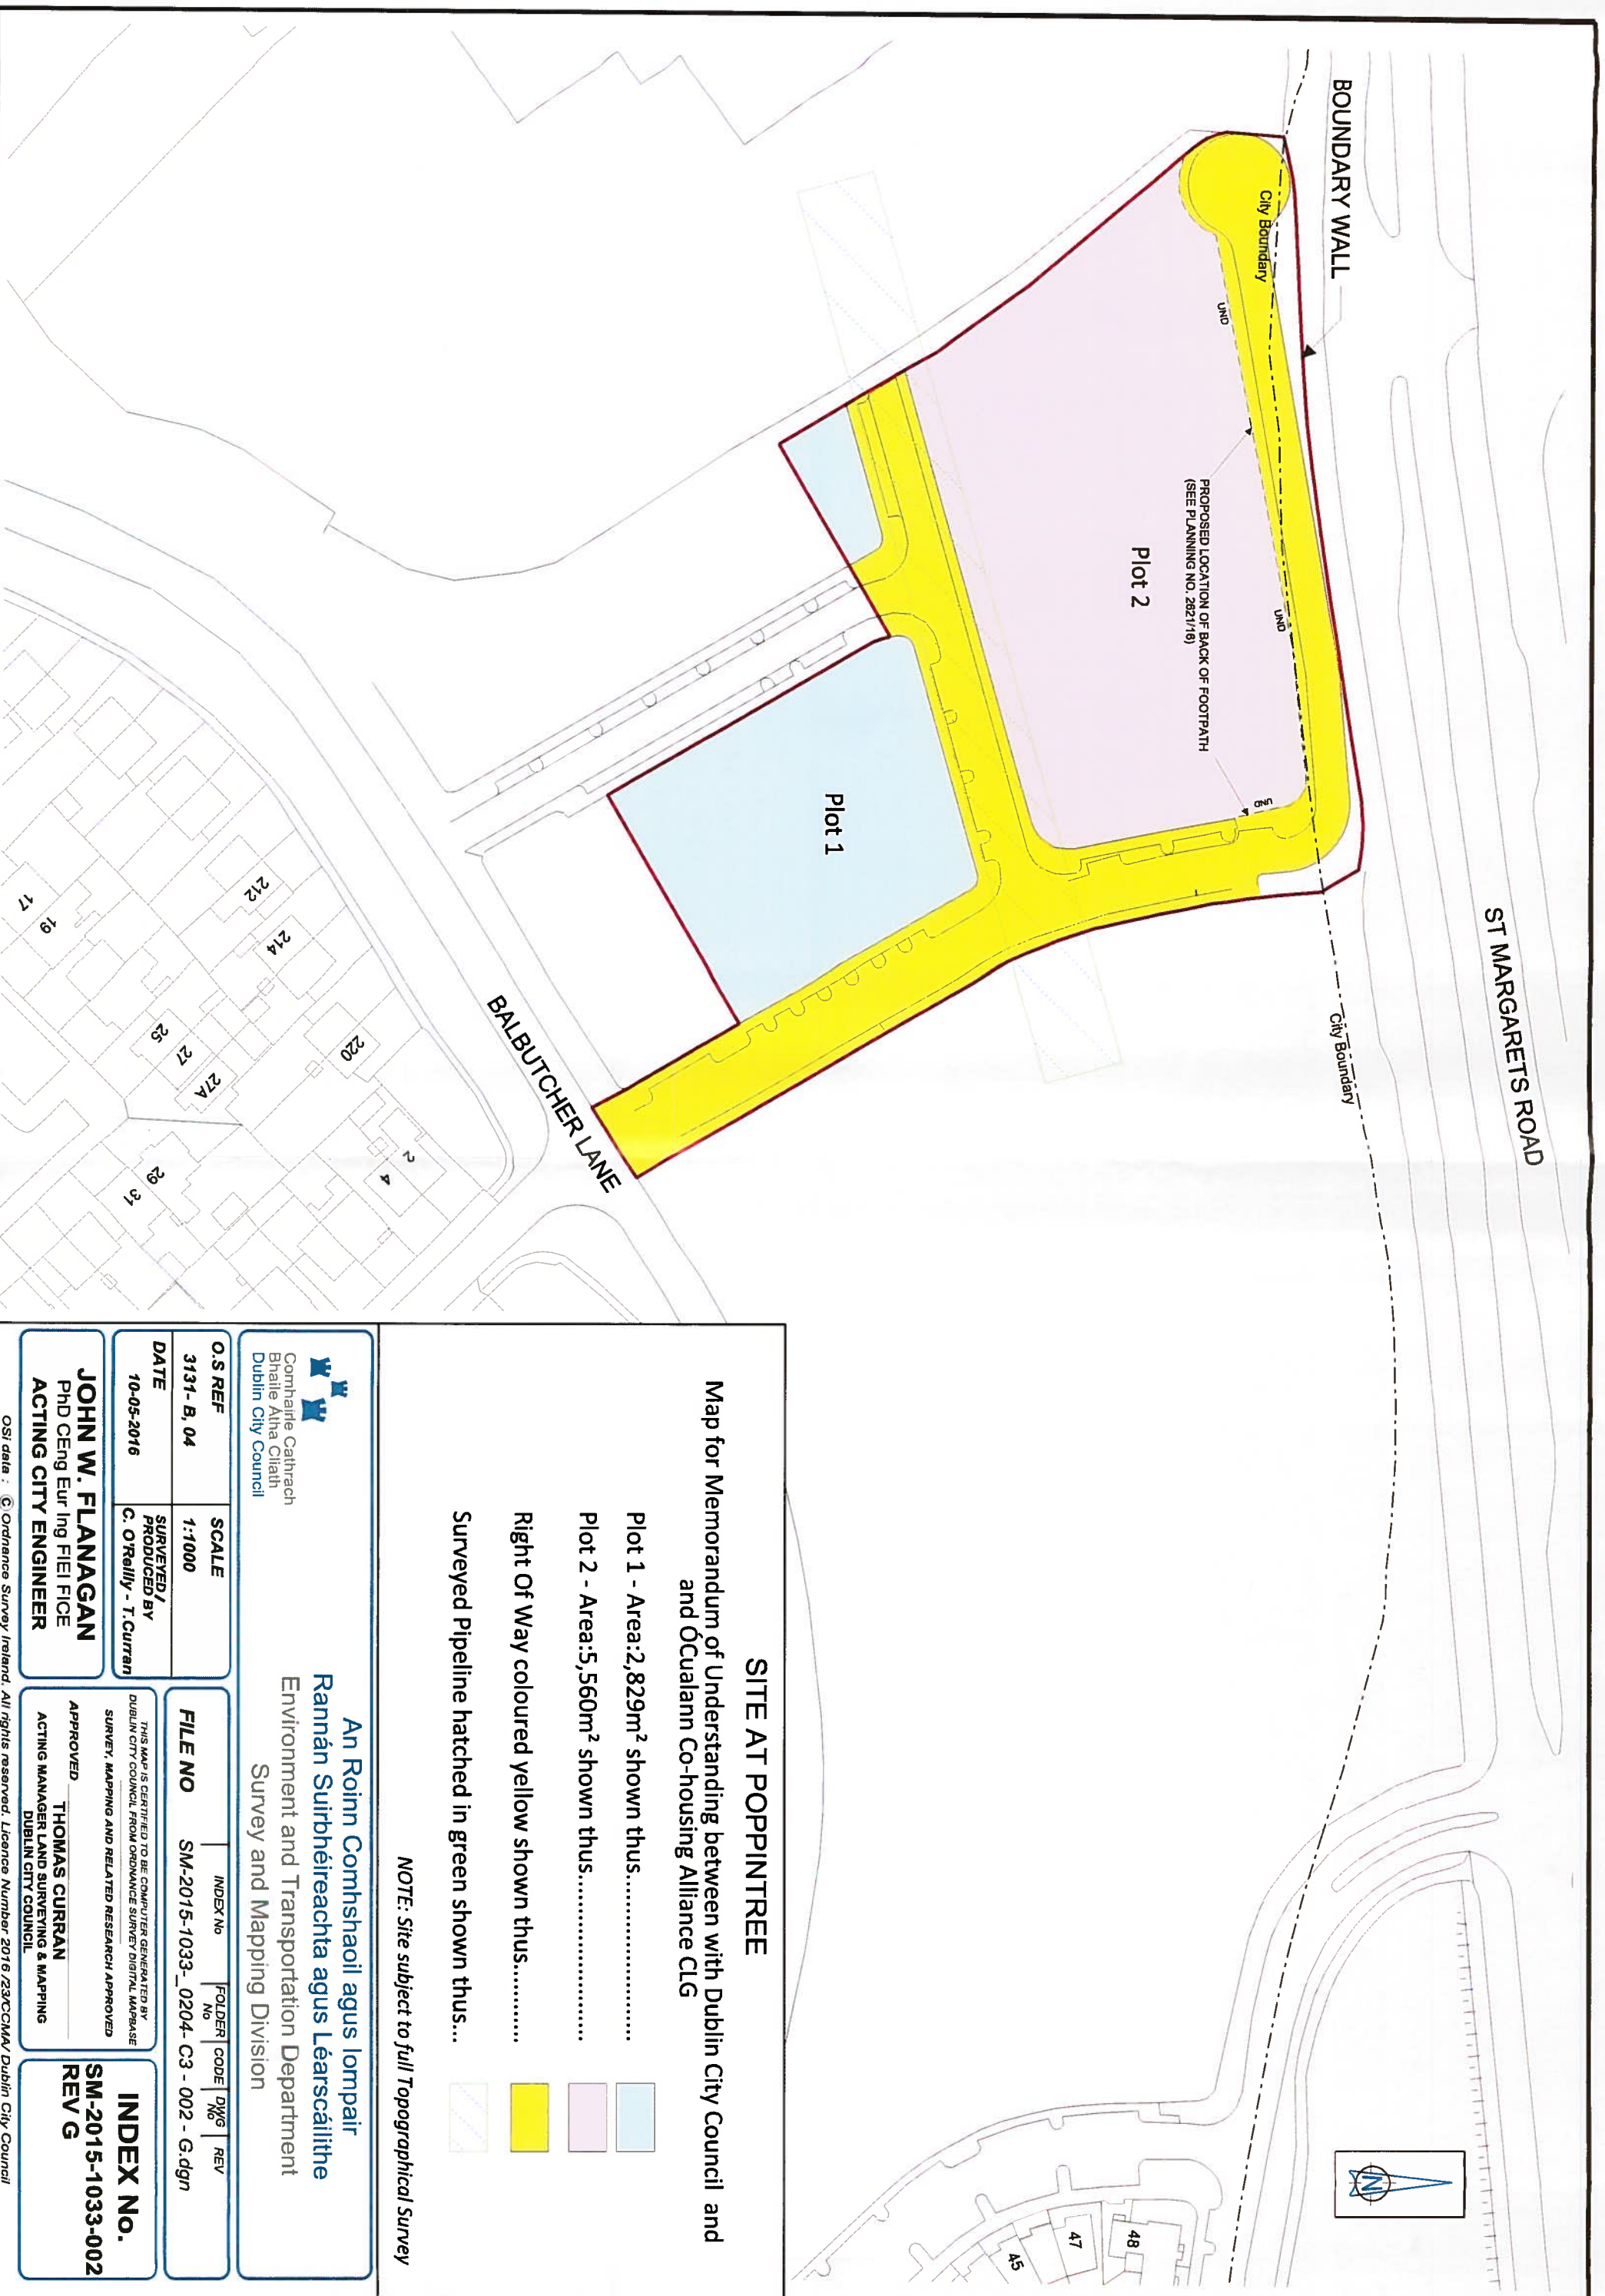 BOUNDARY WALL
ST MARGARETS ROAD
City Boundary
City Boundary
UND
UND
UND
PROPOSED LOCATION OF BACK OF FOOTPATH
(SEE PLANNING NO. 2621/16)
Plot 2
Plot 1
BALBUTCHER LANE
212
214
220
17
19
25
27
27A
29
31
2
4
N
48
47
45
SITE AT POPPINTREE
Map for Memorandum of Understanding between with Dublin City Council and and
and ÓCualann Co-housing Alliance CLG
Plot 1 - Area:2,829m² shown thus........................
Plot 2 - Area:5,560m² shown thus........................
Right Of Way coloured yellow shown thus............
Surveyed Pipeline hatched in green shown thus...
NOTE: Site subject to full Topographical Survey
Comhairle Cathrach
Bhaile Átha Cliath
Dublin City Council
An Roinn Comhshaoil agus Iompair
Rannán Suirbhéireachta agus Léarscáilithe
Environment and Transportation Department
Survey and Mapping Division
O.S REF
3131- B, 04
SCALE
1:1000
DATE
10-05-2016
SURVEYED /
PRODUCED BY
C. O'Reilly - T.Curran
JOHN W. FLANAGAN
PhD CEng Eur Ing FIEI FICE
ACTING CITY ENGINEER
INDEX No
FOLDER No
CODE
DWG No
REV
FILE NO
SM-2015-1033-_0204- C3 - 002 - G.dgn
THIS MAP IS CERTIFIED TO BE COMPUTER GENERATED BY
DUBLIN CITY COUNCIL FROM ORDNANCE SURVEY DIGITAL MAPBASE
SURVEY, MAPPING AND RELATED RESEARCH APPROVED
APPROVED
THOMAS CURRAN
ACTING MANAGER LAND SURVEYING & MAPPING
DUBLIN CITY COUNCIL
INDEX No.
SM-2015-1033-002
REV G
OSi data : © Ordnance Survey Ireland. All rights reserved. Licence Number 2016 /23/CCMA/ Dublin City Council